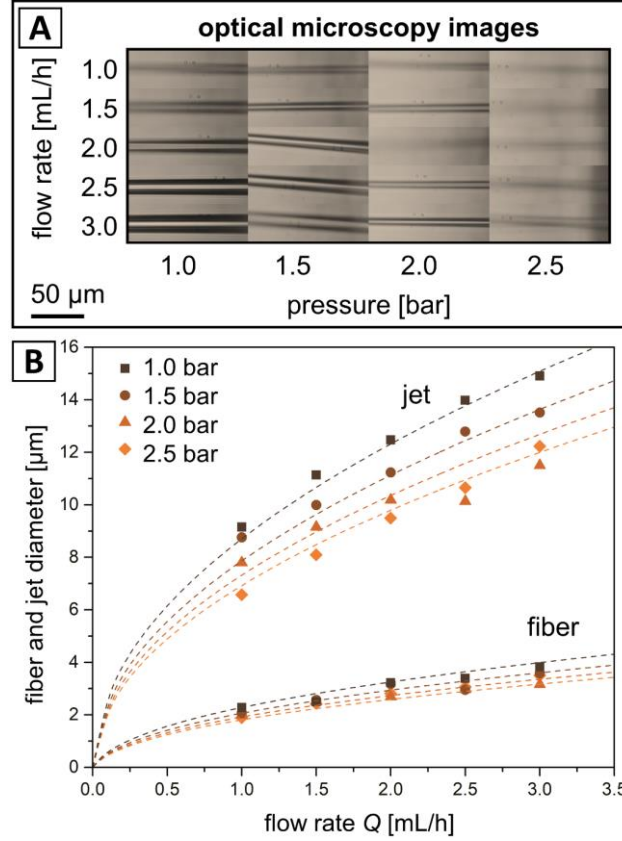 A
optical microscopy images
flow rate [mL/h]
1.0
1.5
2.0
2.5
3.0
1.0 1.5 2.0 2.5
50 µm
pressure [bar]
B
fiber and jet diameter [µm]
16
14
12
10
8
6
4
2
0
1.0 bar
1.5 bar
2.0 bar
2.5 bar
jet
fiber
0.0 0.5 1.0 1.5 2.0 2.5 3.0 3.5
flow rate Q [mL/h]